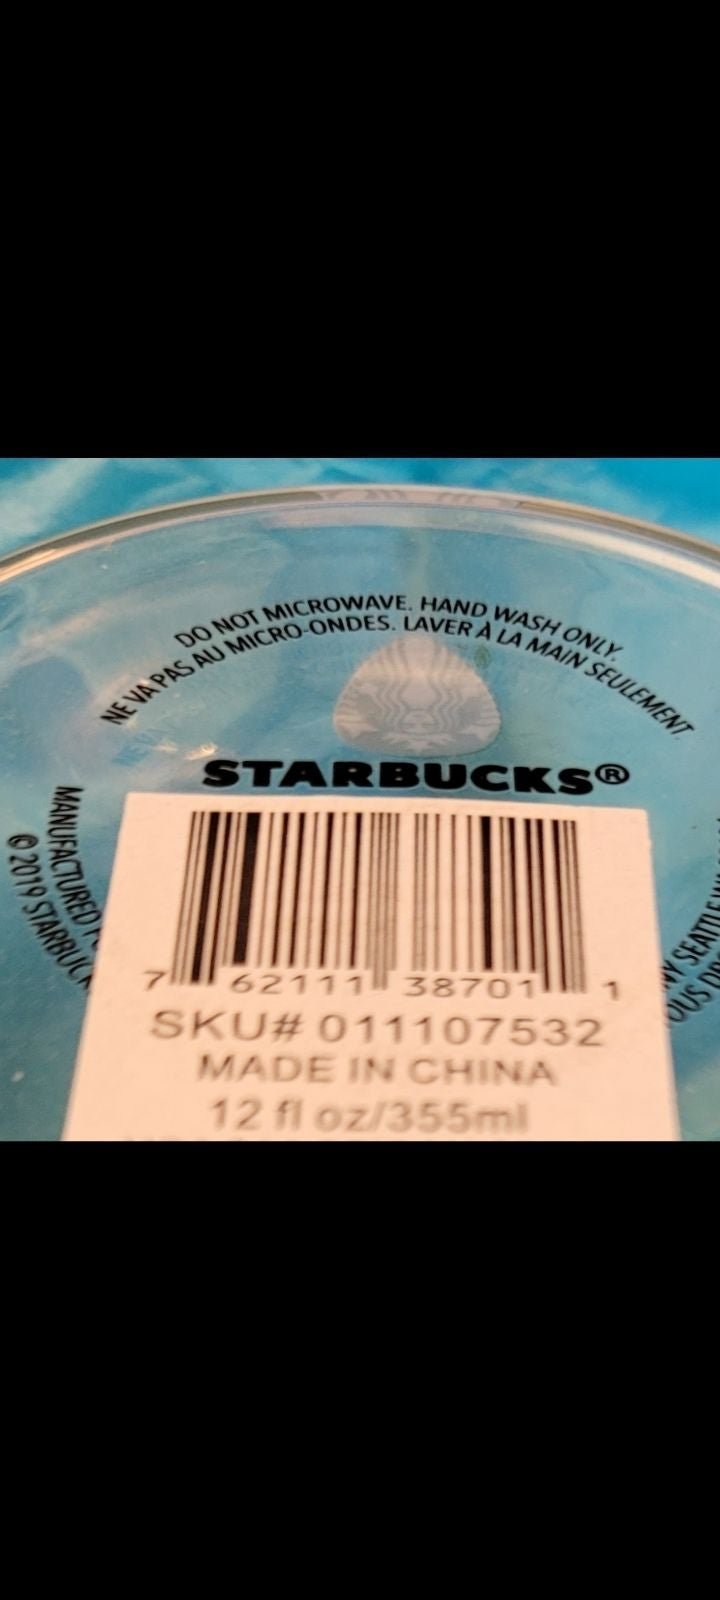 DO NOT MICROWAVE. HAND WASH ONLY.
NE VA PAS AU MICRO-ONDES. LAVER À LA MAIN SEULEMENT
STARBUCKS®
MANUFACTURED
© 2019 STARBUCK
SEATTLE
7 62111 38701 1
SKU# 011107532
MADE IN CHINA
12 fl oz/355ml